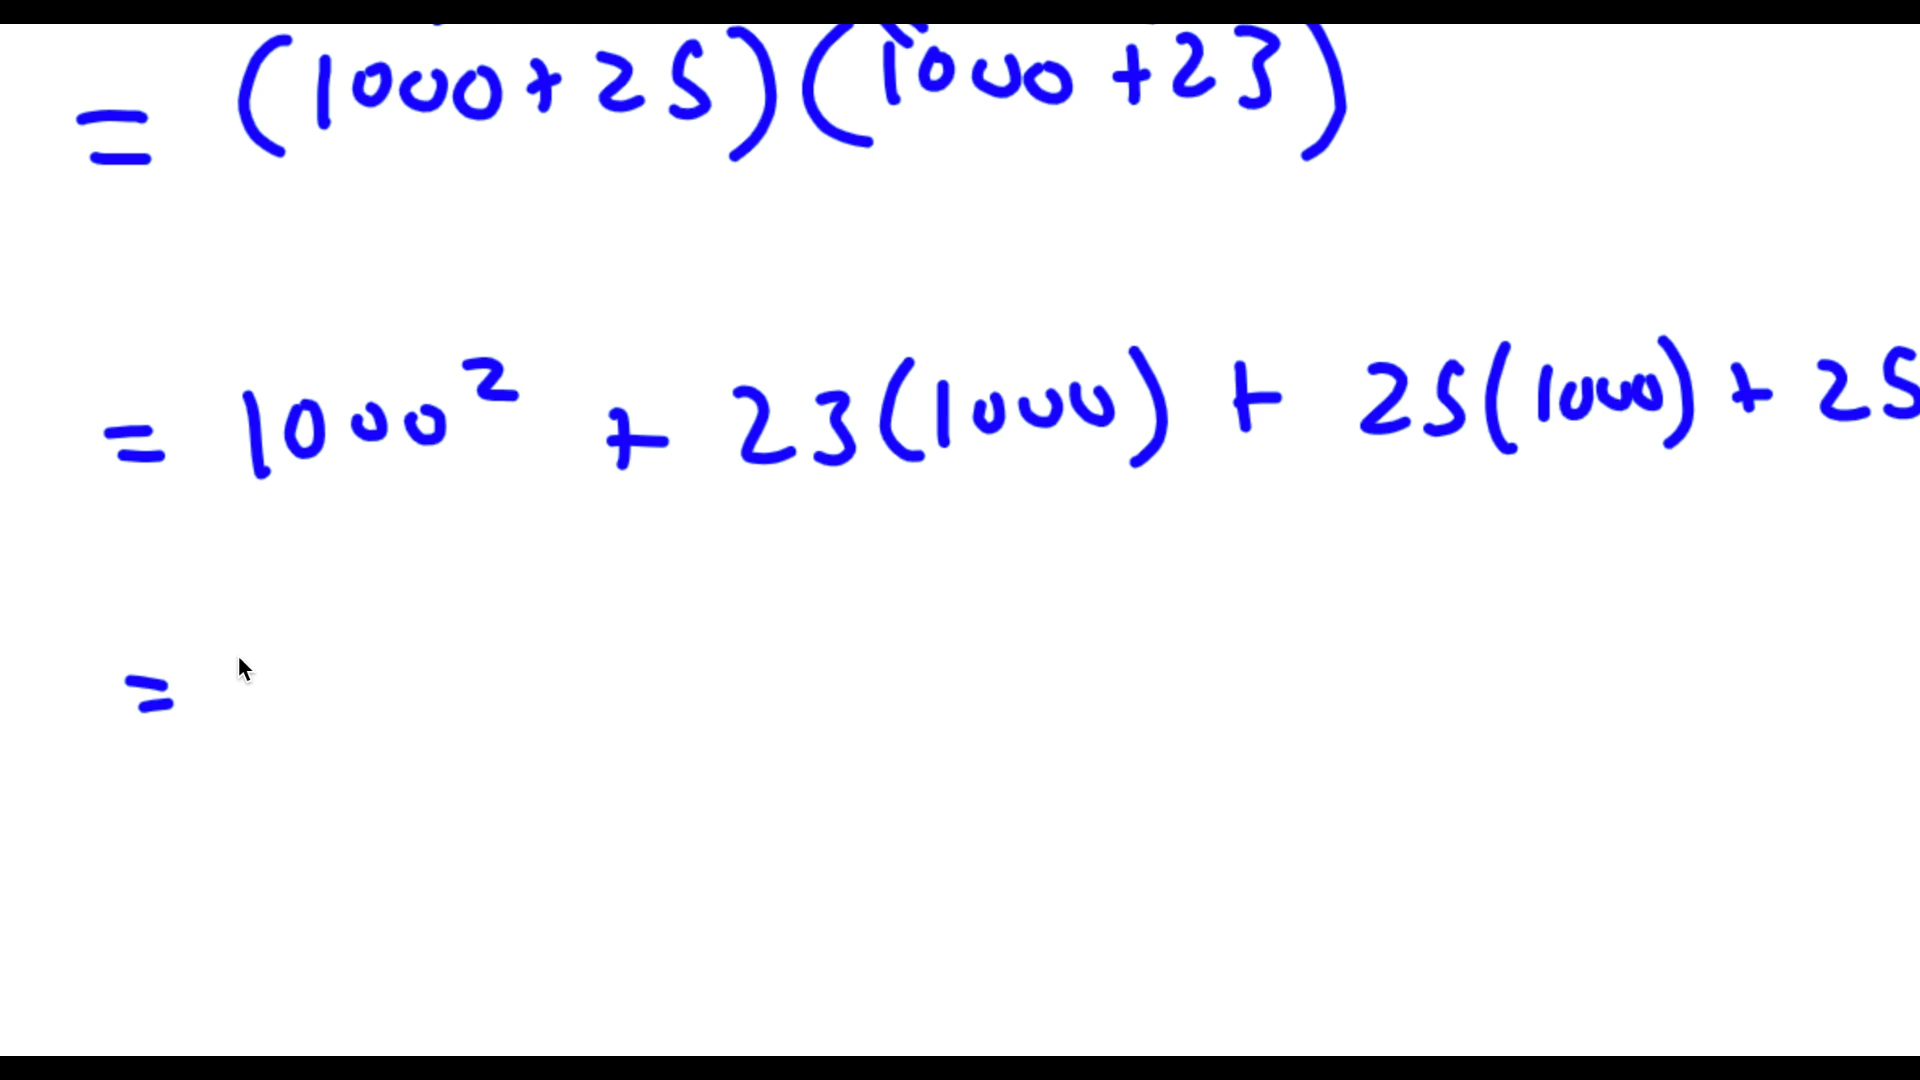 = (1000+25)(1000+23)
= 1000² + 23(1000) + 25(1000) + 25
=